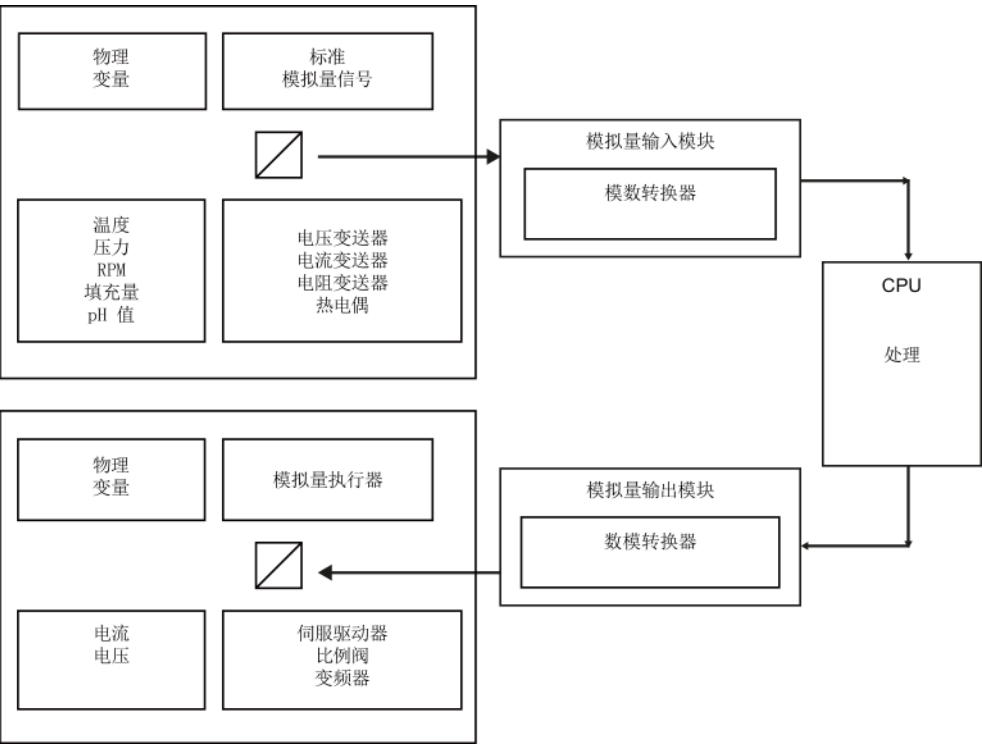 物理
变量
标准
模拟量信号
温度
压力
RPM
填充量
pH 值
电压变送器
电流变送器
电阻变送器
热电偶
模拟量输入模块
模数转换器
CPU
处理
物理
变量
模拟量执行器
电流
电压
伺服驱动器
比例阀
变频器
模拟量输出模块
数模转换器